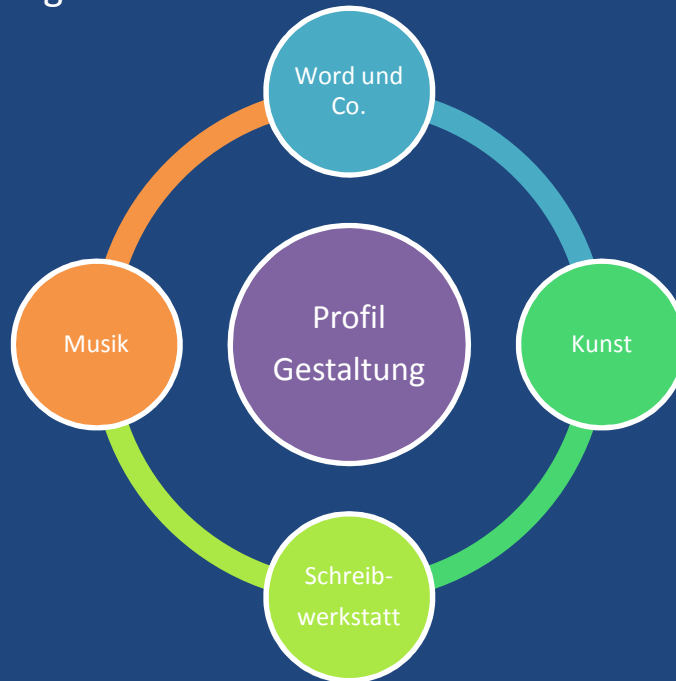 Word und
Co.
Musik
Profil
Gestaltung
Kunst
Schreib-
werkstatt